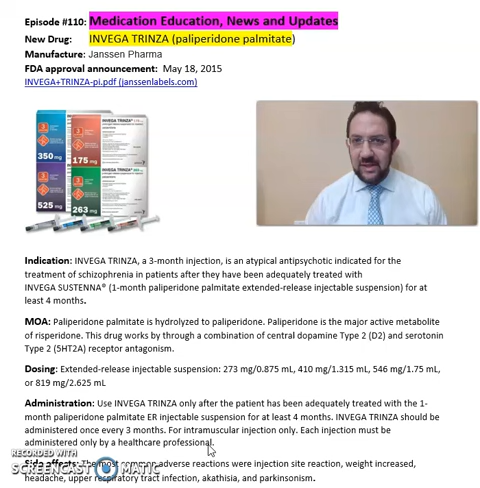 Episode #110: Medication Education, News and Updates
New Drug: INVEGA TRINZA (paliperidone palmitate)
Manufacture: Janssen Pharma
FDA approval announcement: May 18, 2015
INVEGA+TRINZA-pi.pdf (janssenlabels.com)
INVEGA TRINZA
INVEGA TRINZA
350 mg
175 mg
525 mg
263 mg
Indication: INVEGA TRINZA, a 3-month injection, is an atypical antipsychotic indicated for the
treatment of schizophrenia in patients after they have been adequately treated with
INVEGA SUSTENNA® (1-month paliperidone palmitate extended-release injectable suspension) for at
least 4 months.
MOA: Paliperidone palmitate is hydrolyzed to paliperidone. Paliperidone is the major active metabolite
of risperidone. This drug works by through a combination of central dopamine Type 2 (D2) and serotonin
Type 2 (5HT2A) receptor antagonism.
Dosing: Extended-release injectable suspension: 273 mg/0.875 mL, 410 mg/1.315 mL, 546 mg/1.75 mL,
or 819 mg/2.625 mL
Administration: Use INVEGA TRINZA only after the patient has been adequately treated with the 1-
month paliperidone palmitate ER injectable suspension for at least 4 months. INVEGA TRINZA should be
administered once every 3 months. For intramuscular injection only. Each injection must be
administered only by a healthcare professional.
RECORDED WITH
SCREENCAST MATIC
Side affects: The most adverse reactions were injection site reaction, weight increased,
headache, upper respiratory tract infection, akathisia, and parkinsonism.